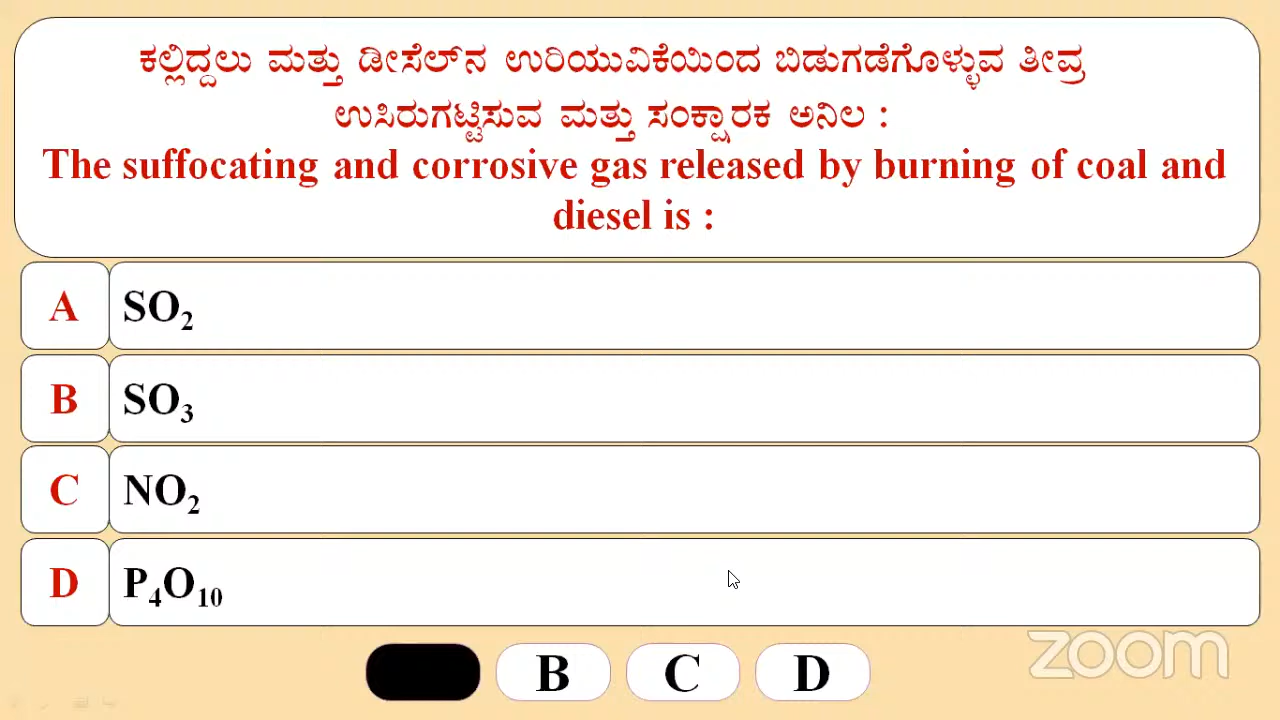 ಕಲ್ಲಿದ್ದಲು ಮತ್ತು ಡೀಸೆಲ್‌ನ ಉರಿಯುವಿಕೆಯಿಂದ ಬಿಡುಗಡೆಗೊಳ್ಳುವ ತೀವ್ರ
ಉಸಿರುಗಟ್ಟಿಸುವ ಮತ್ತು ಸಂಕ್ಷಾರಕ ಅನಿಲ :
The suffocating and corrosive gas released by burning of coal and
diesel is :
A SO₂
B SO₃
C NO₂
D P₄O₁₀
B C D
zoom